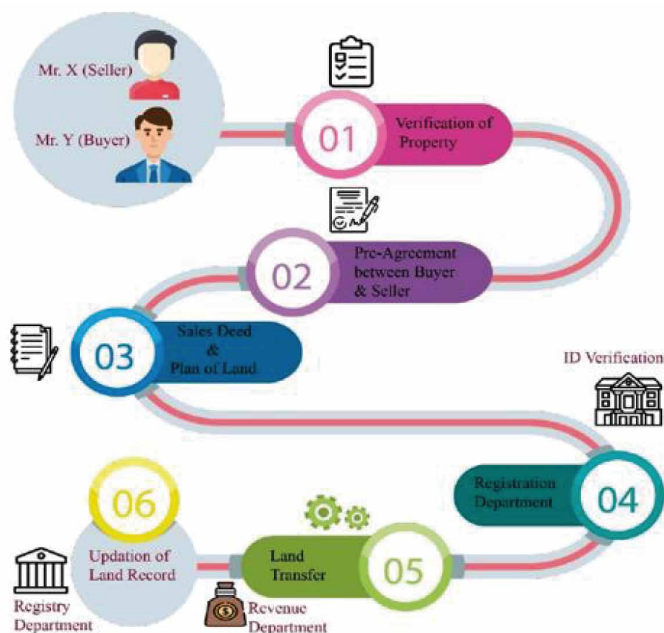 Mr. X (Seller)
Mr. Y (Buyer)
01
Verification of
Property
02
Pre-Agreement
between Buyer
& Seller
03
Sales Deed
&
Plan of Land
ID Verification
Registration
Department
04
Land
Transfer
05
Revenue
Department
06
Updation of
Land Record
Registry
Department